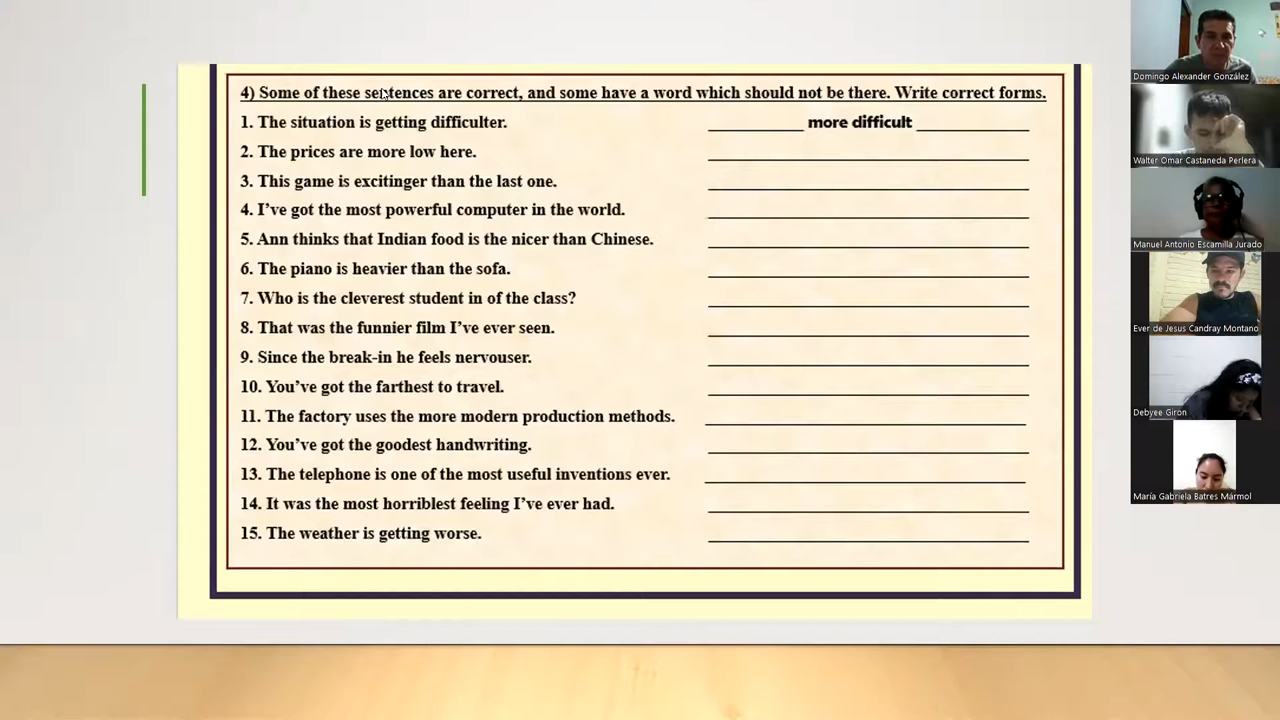 4) Some of these sentences are correct, and some have a word which should not be there. Write correct forms.
1. The situation is getting difficulter. __________ more difficult ____________
2. The prices are more low here.
3. This game is excitinger than the last one.
4. I’ve got the most powerful computer in the world.
5. Ann thinks that Indian food is the nicer than Chinese.
6. The piano is heavier than the sofa.
7. Who is the cleverest student in of the class?
8. That was the funnier film I’ve ever seen.
9. Since the break-in he feels nervouser.
10. You’ve got the farthest to travel.
11. The factory uses the more modern production methods.
12. You’ve got the goodest handwriting.
13. The telephone is one of the most useful inventions ever.
14. It was the most horriblest feeling I’ve ever had.
15. The weather is getting worse.
Domingo Alexander González
Walter Omar Castaneda Perlera
Manuel Antonio Escamilla Jurado
Ever de Jesus Candray Montano
Debyee Giron
María Gabriela Batres Mármol